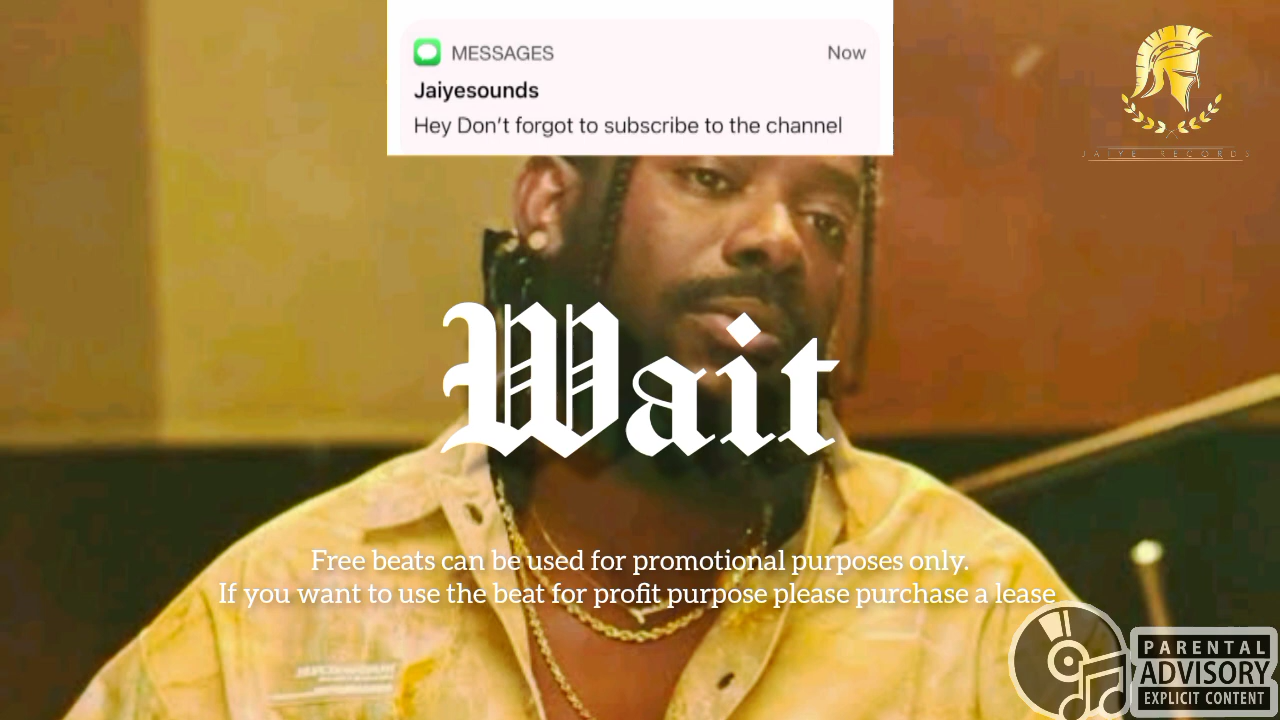 MESSAGES
Now
Jaiyesounds
Hey Don't forgot to subscribe to the channel
JAIYE RECORDS
Wait
Free beats can be used for promotional purposes only.
If you want to use the beat for profit purpose please purchase a lease
PARENTAL
ADVISORY
EXPLICIT CONTENT